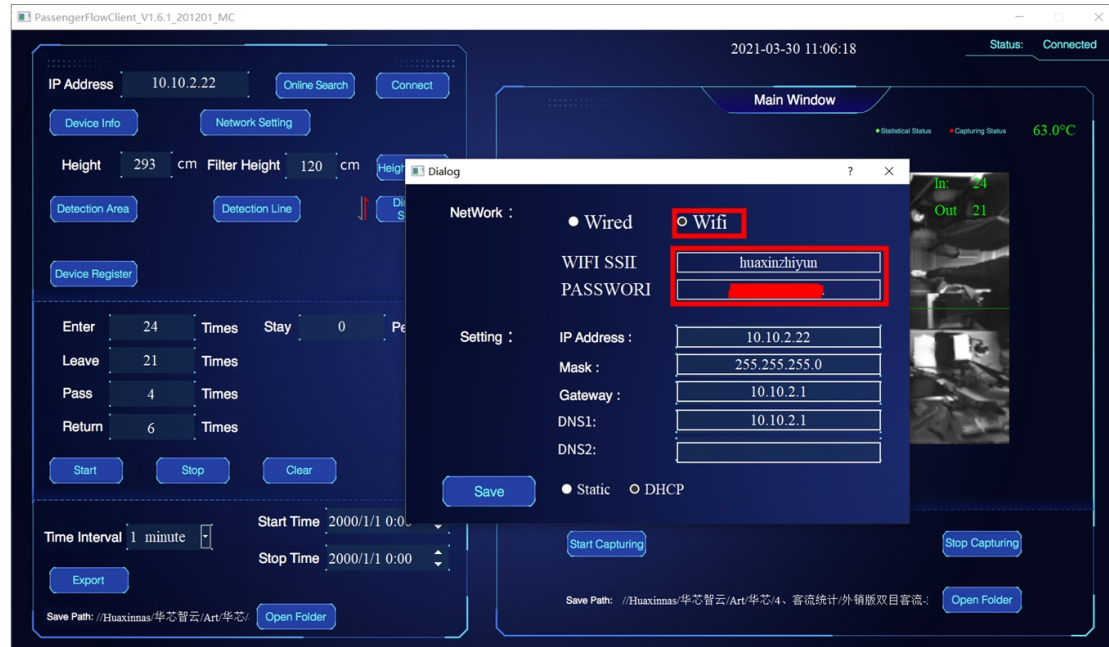 PassengerFlowClient_V1.6.1_201201_MC
2021-03-30 11:06:18
Status: Connected
IP Address 10.10.2.22 Online Search Connect
Device Info Network Setting
Height 293 cm Filter Height 120 cm Heigh
Detection Area Detection Line Di
S
Device Register
Enter 24 Times Stay 0 Pe
Leave 21 Times
Pass 4 Times
Return 6 Times
Start Stop Clear
Time Interval 1 minute
Start Time 2000/1/1 0:00
Stop Time 2000/1/1 0:00
Export
Save Path: //Huaxinnas/华芯智云/Art/华芯/ Open Folder
Main Window
Statistical Status Capturing Status 63.0°C
In: 24
Out 21
Dialog ?
NetWork : Wired Wifi
WIFI SSII huaxinzhiyun
PASSWORI
Setting : IP Address : 10.10.2.22
Mask : 255.255.255.0
Gateway : 10.10.2.1
DNS1: 10.10.2.1
DNS2:
Save Static DHCP
Start Capturing Stop Capturing
Save Path: //Huaxinnas/华芯智云/Art/华芯/4、客流统计/外销版双目客流- Open Folder